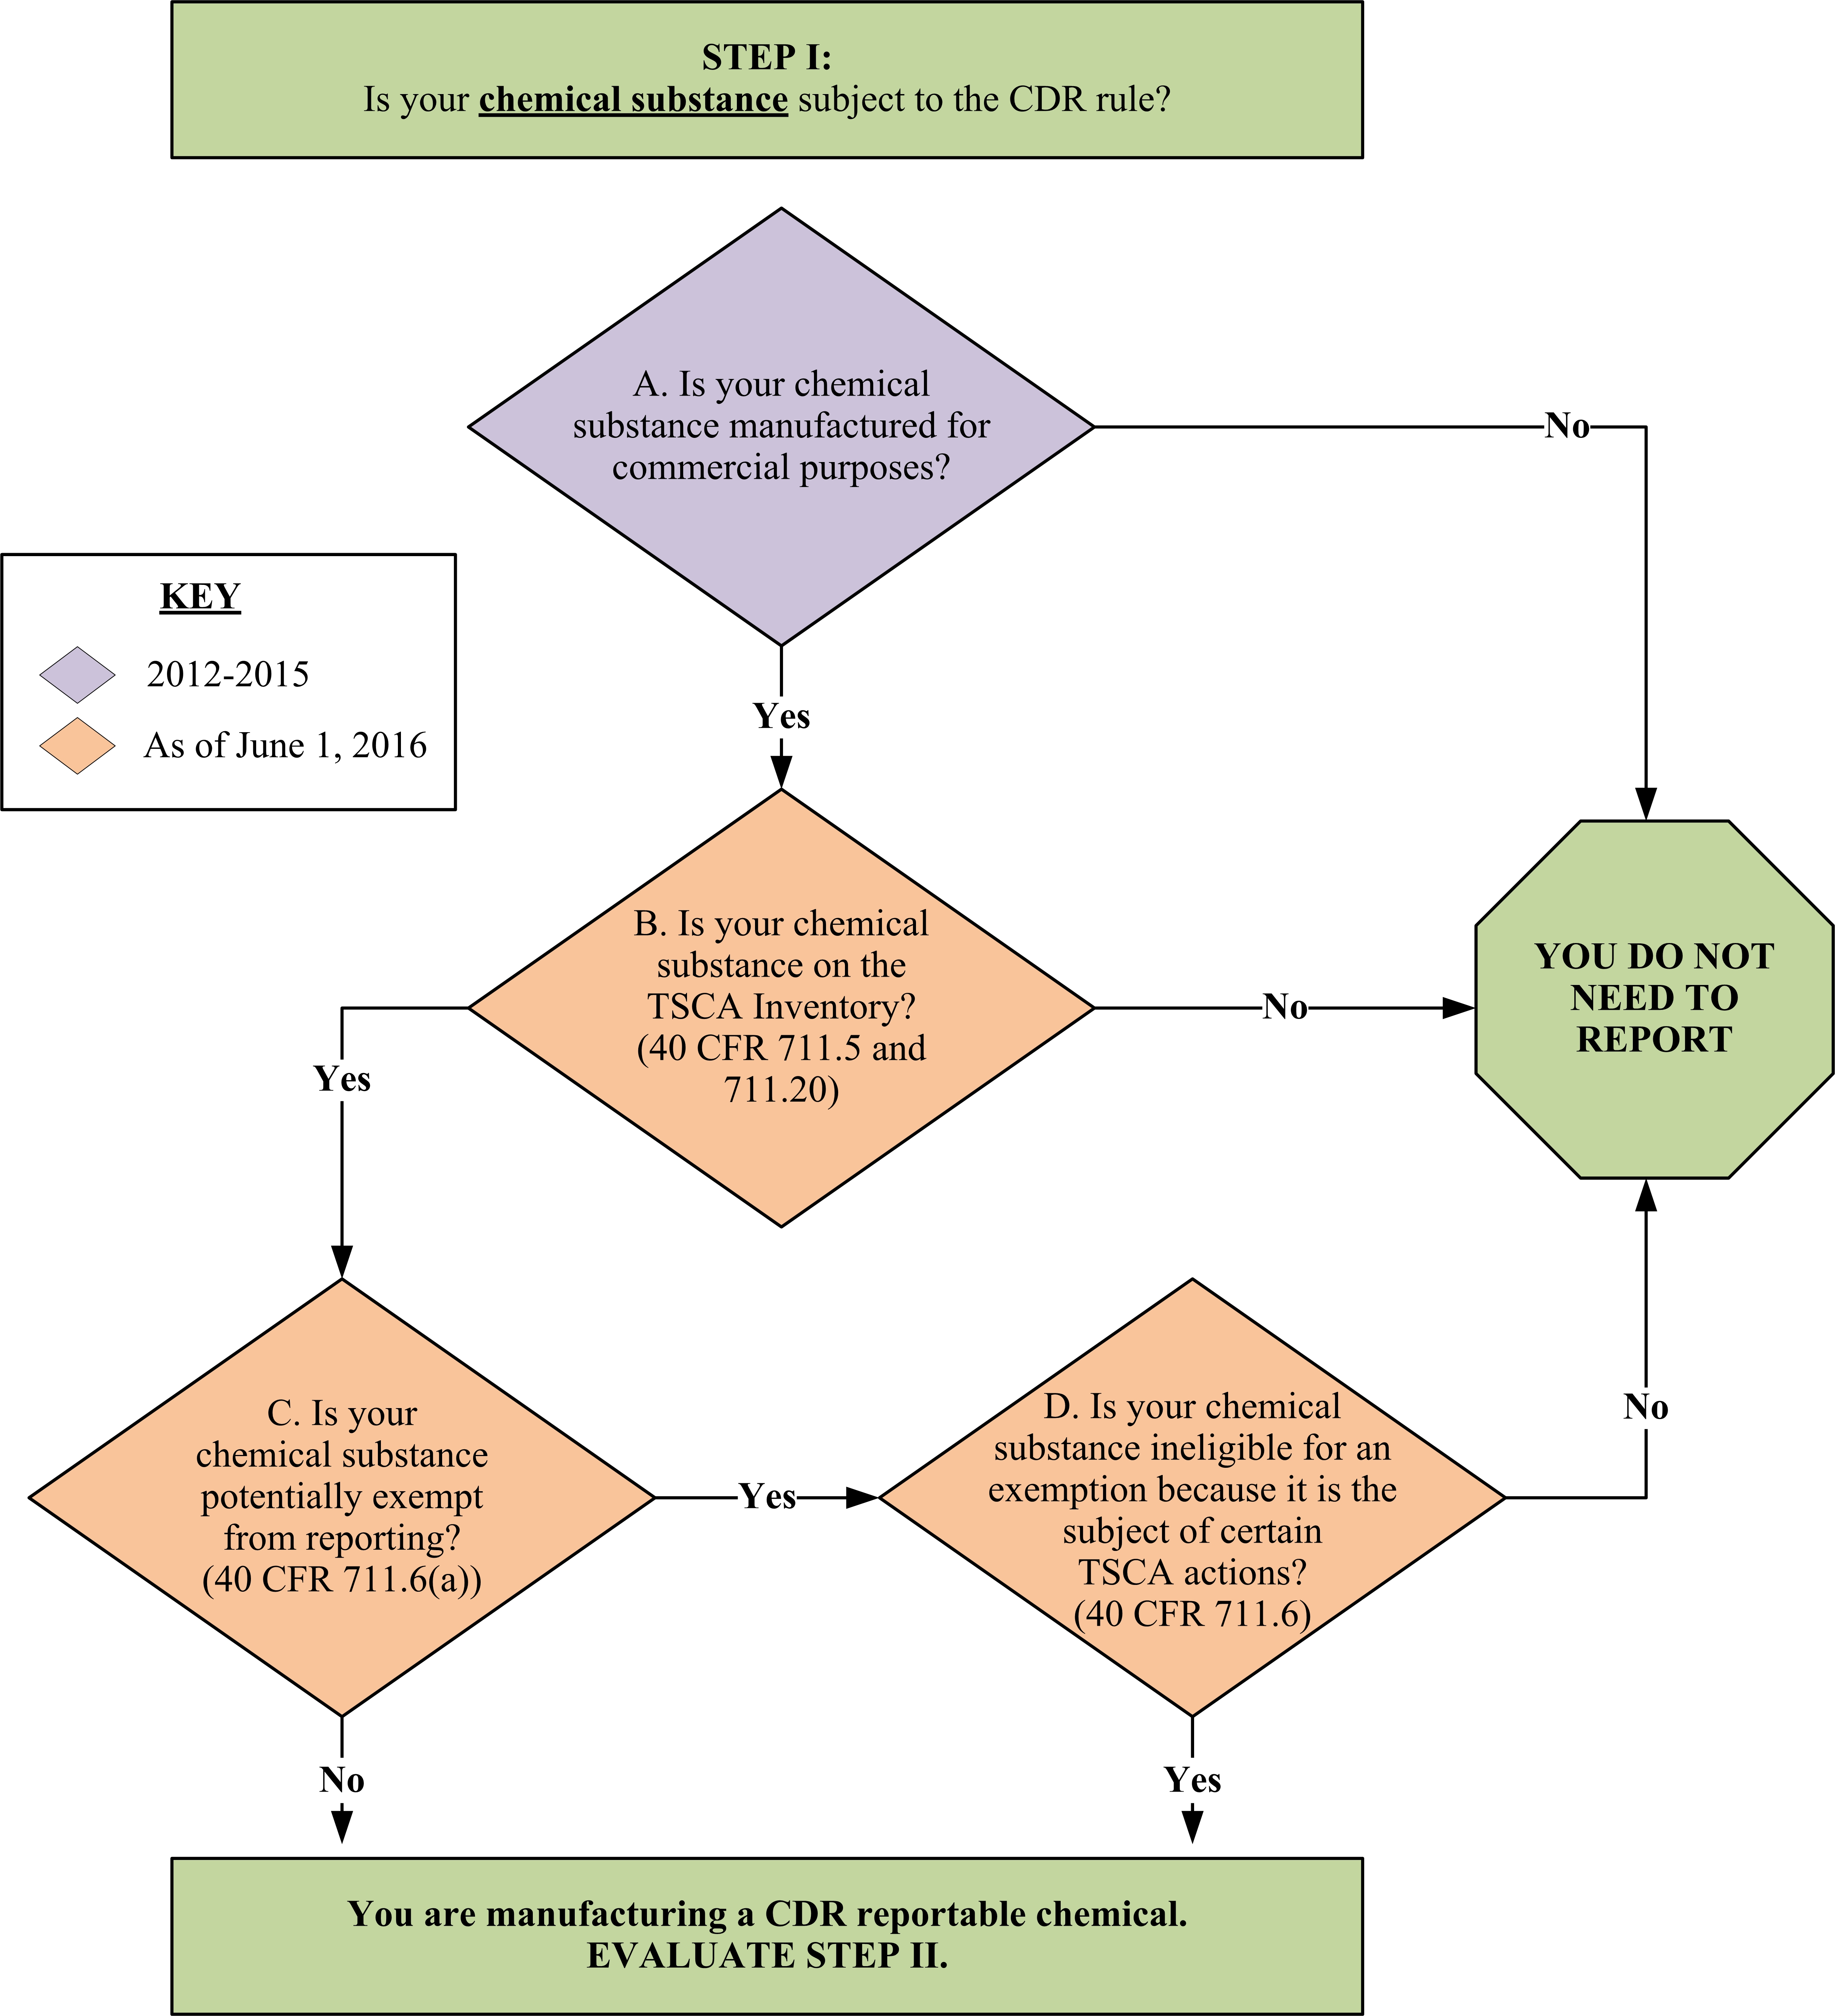 STEP I:
Is your chemical substance subject to the CDR rule?
A. Is your chemical
substance manufactured for
commercial purposes?
No
KEY
2012-2015
As of June 1, 2016
Yes
B. Is your chemical
substance on the
TSCA Inventory?
(40 CFR 711.5 and
711.20)
No
YOU DO NOT
NEED TO
REPORT
Yes
C. Is your
chemical substance
potentially exempt
from reporting?
(40 CFR 711.6(a))
Yes
D. Is your chemical
substance ineligible for an
exemption because it is the
subject of certain
TSCA actions?
(40 CFR 711.6)
No
No
Yes
You are manufacturing a CDR reportable chemical.
EVALUATE STEP II.